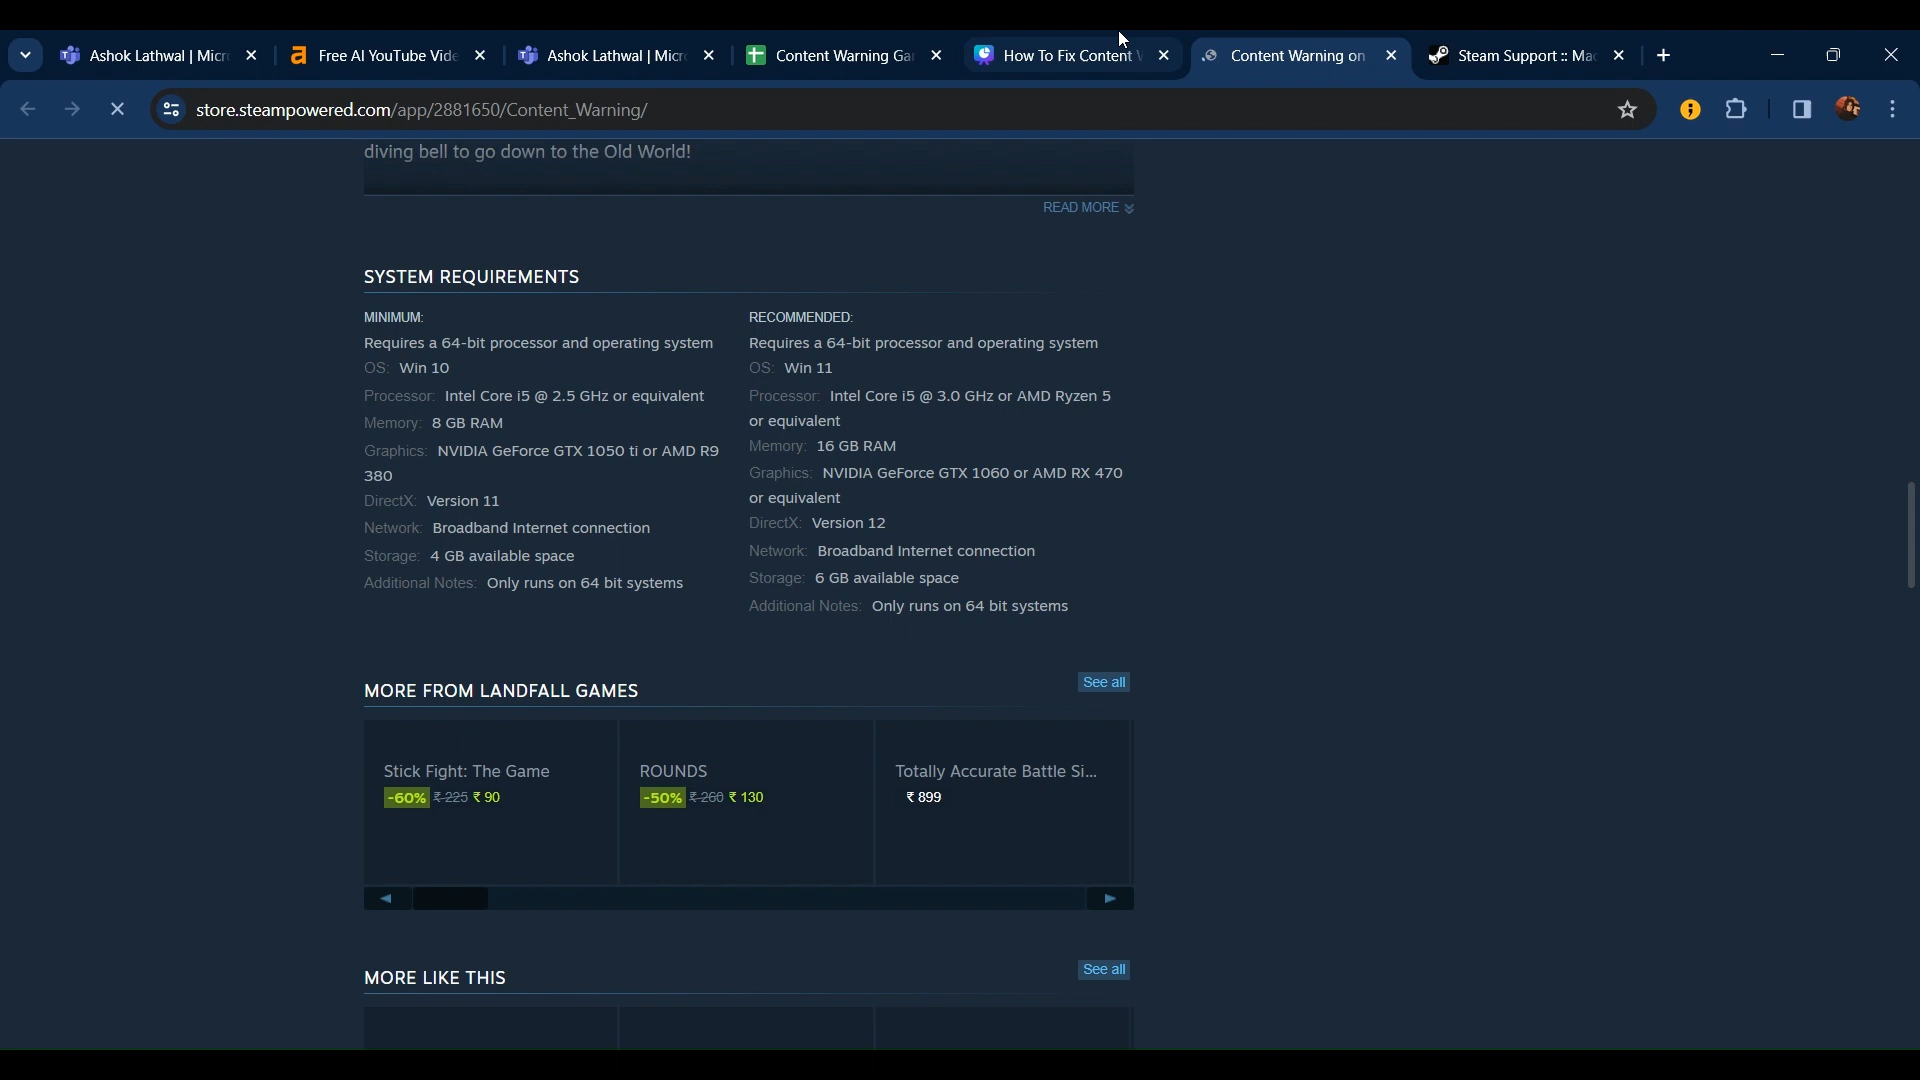 Ashok Lathwal | Micr
Free AI YouTube Vide
Ashok Lathwal | Micr
Content Warning Ga
How To Fix Content
Content Warning on
Steam Support :: Ma
store.steampowered.com/app/2881650/Content_Warning/
diving bell to go down to the Old World!
READ MORE
SYSTEM REQUIREMENTS
MINIMUM:
Requires a 64-bit processor and operating system
OS: Win 10
Processor: Intel Core i5 @ 2.5 GHz or equivalent
Memory: 8 GB RAM
Graphics: NVIDIA GeForce GTX 1050 ti or AMD R9
380
DirectX: Version 11
Network: Broadband Internet connection
Storage: 4 GB available space
Additional Notes: Only runs on 64 bit systems
RECOMMENDED:
Requires a 64-bit processor and operating system
OS: Win 11
Processor: Intel Core i5 @ 3.0 GHz or AMD Ryzen 5
or equivalent
Memory: 16 GB RAM
Graphics: NVIDIA GeForce GTX 1060 or AMD RX 470
or equivalent
DirectX: Version 12
Network: Broadband Internet connection
Storage: 6 GB available space
Additional Notes: Only runs on 64 bit systems
MORE FROM LANDFALL GAMES
See all
Stick Fight: The Game
-60% ₹ 225 ₹ 90
ROUNDS
-50% ₹ 260 ₹ 130
Totally Accurate Battle Si...
₹ 899
MORE LIKE THIS
See all